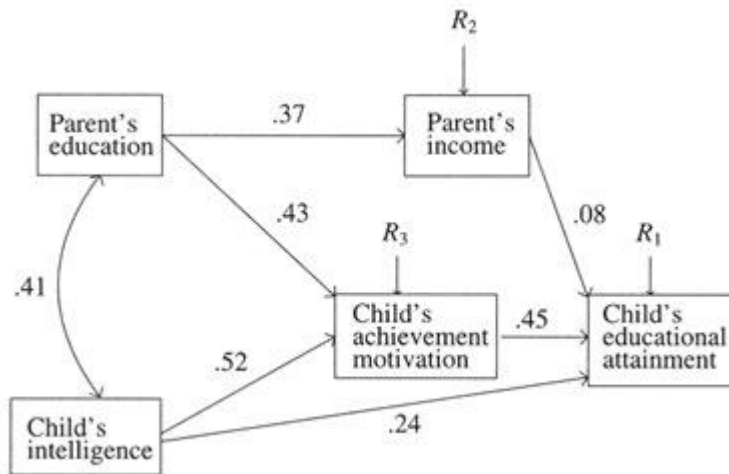 R2
Parent's
education
.37
Parent's
income
.43
.08
R3
R1
.41
Child's
achievement
motivation
.45
Child's
educational
attainment
.52
.24
Child's
intelligence